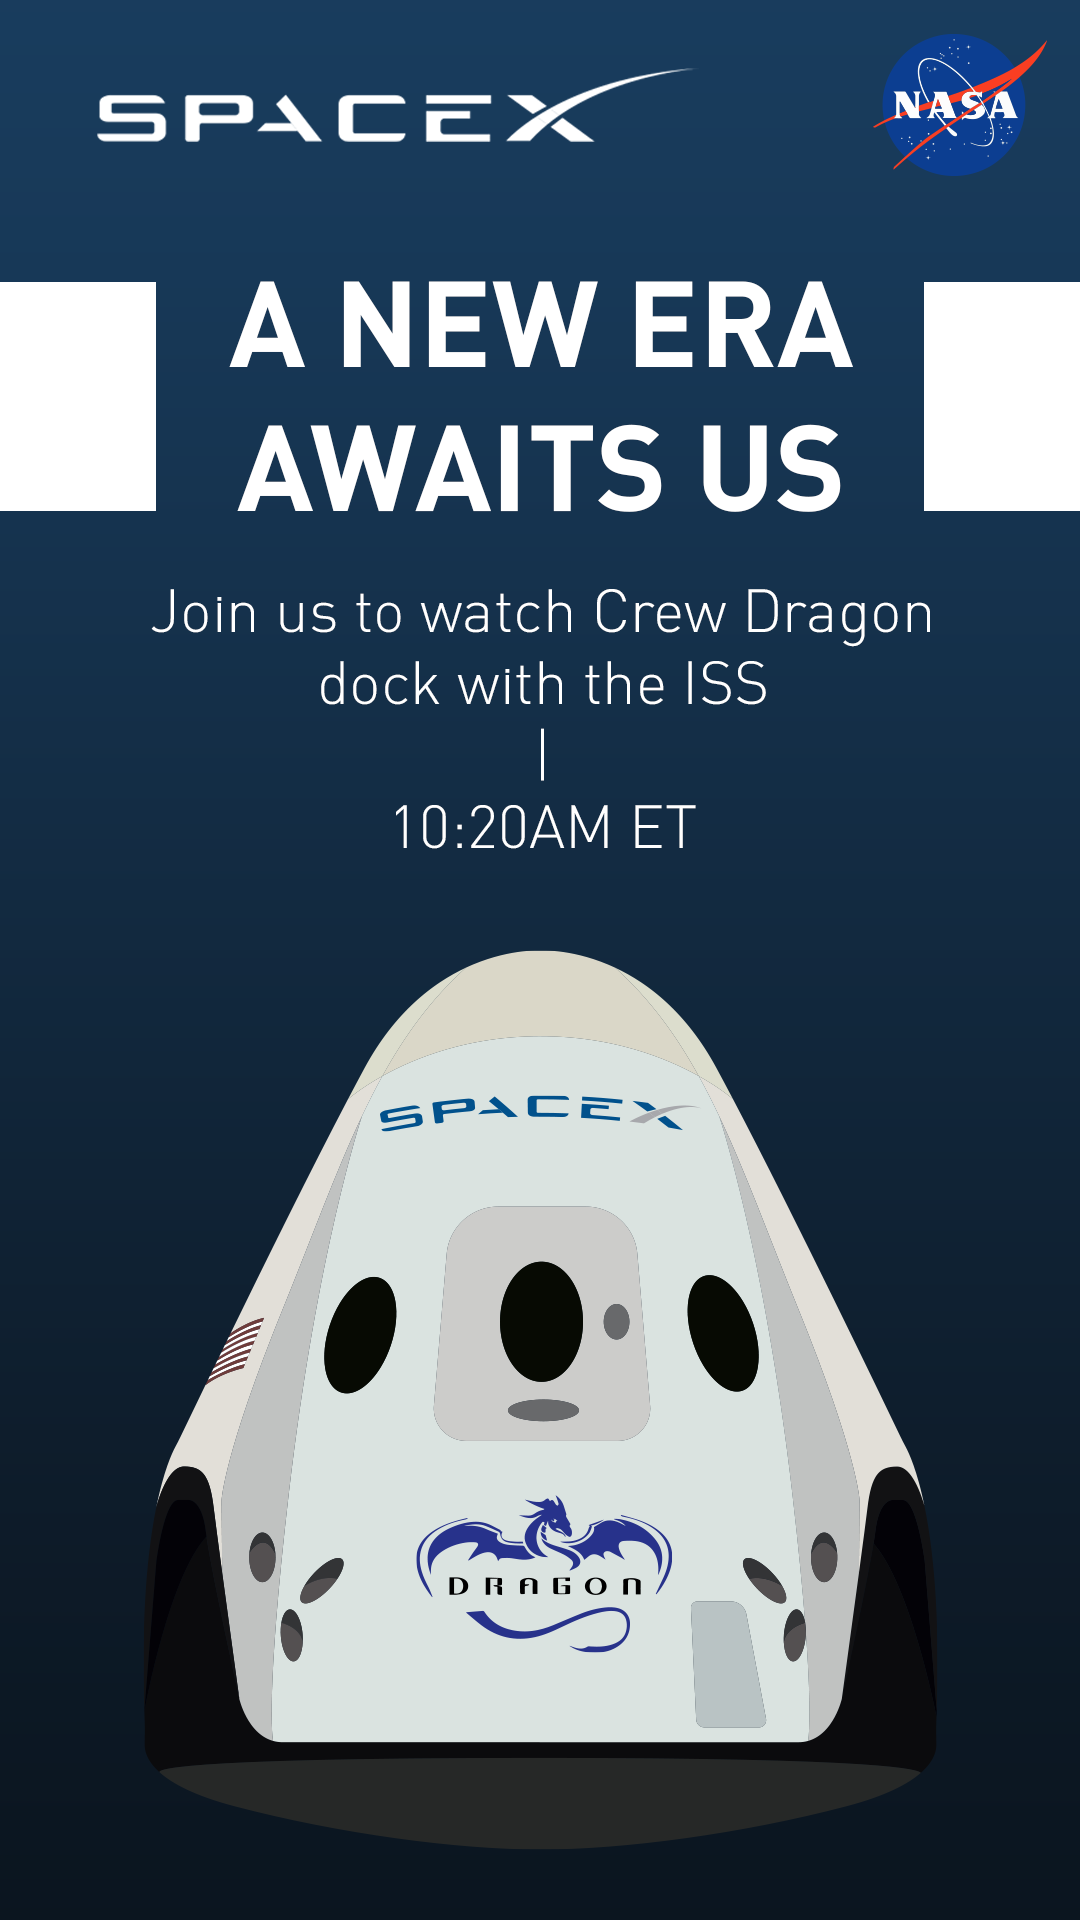 SPACEX
NASA
A NEW ERA
AWAITS US
Join us to watch Crew Dragon
dock with the ISS
10:20AM ET
SPACEX
DRAGON